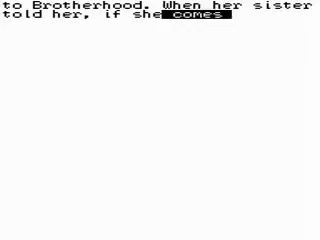 to Brotherhood. When her sister
told her, if she comes